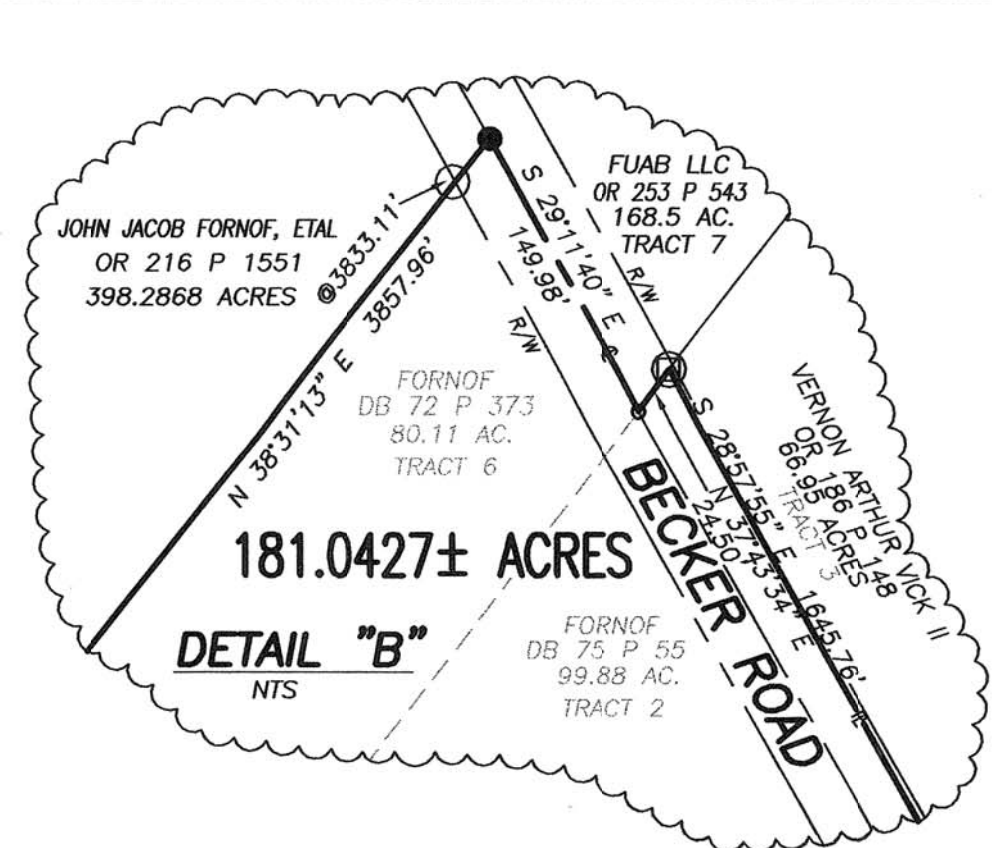 JOHN JACOB FORNOF, ETAL
OR 216 P 1551
398.2868 ACRES
@3833.11'
N 38°31'13" E 3857.96'
S 29°11'40" E
149.98'
R/W
FUAB LLC
OR 253 P 543
168.5 AC.
TRACT 7
R/W
FORNOF
DB 72 P 373
80.11 AC.
TRACT 6
VERNON ARTHUR VICK II
OR 186 P 148
66.95 ACRES
TRACT 3
S 28°57'55" E 1645.76'
N 37°43'34" E
24.50'
BECKER ROAD
181.0427± ACRES
DETAIL "B"
NTS
FORNOF
DB 75 P 55
99.88 AC.
TRACT 2